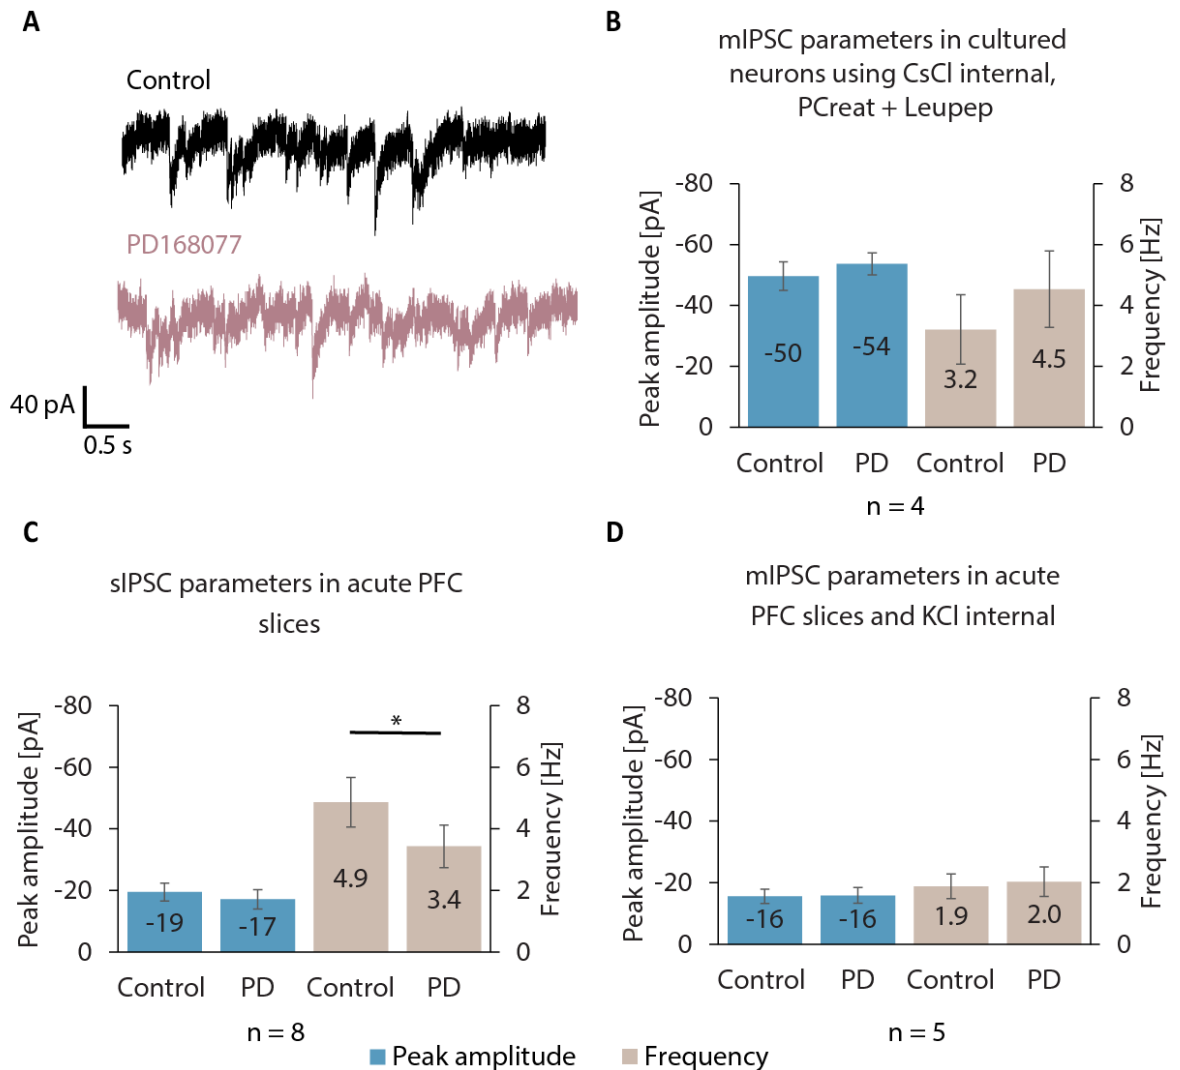 A
Control
PD168077
40 pA
0.5 s
B
mIPSC parameters in cultured
neurons using CsCl internal,
PCreat + Leupep
Peak amplitude [pA]
-80
-60
-40
-20
0
-50
-54
3.2
4.5
8
6
4
2
0
Frequency [Hz]
Control PD Control PD
n = 4
C
sIPSC parameters in acute PFC
slices
Peak amplitude [pA]
-80
-60
-40
-20
0
*
-19
-17
4.9
3.4
8
6
4
2
0
Frequency [Hz]
Control PD Control PD
n = 8
D
mIPSC parameters in acute
PFC slices and KCl internal
Peak amplitude [pA]
-80
-60
-40
-20
0
-16
-16
1.9
2.0
8
6
4
2
0
Frequency [Hz]
Control PD Control PD
n = 5
Peak amplitude Frequency